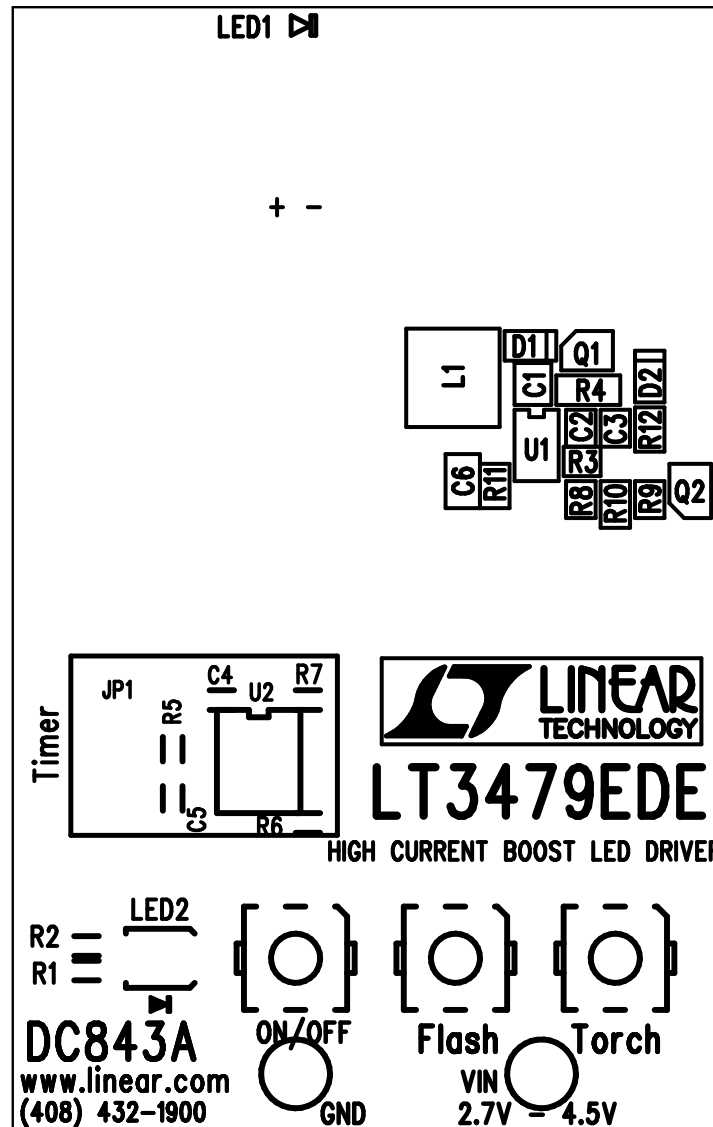 LED1
+ -
L1
D1
Q1
C1
R4
D2
U1
C2
C3
R12
R3
C6
R11
R8
R10
R9
Q2
Timer
JP1
C4
U2
R7
R5
C5
R6
LINEAR
TECHNOLOGY
LT3479EDE
HIGH CURRENT BOOST LED DRIVER
LED2
R2
R1
ON/OFF
Flash
Torch
DC843A
www.linear.com
(408) 432-1900
GND
VIN
2.7V - 4.5V